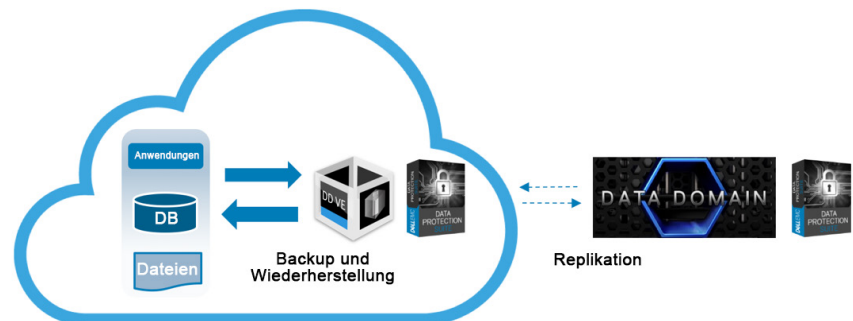 Anwendungen
DB
Dateien
DD VE
DATA
PROTECTION
Backup und
Wiederherstellung
Replikation
DATA DOMAIN
DATA
PROTECTION